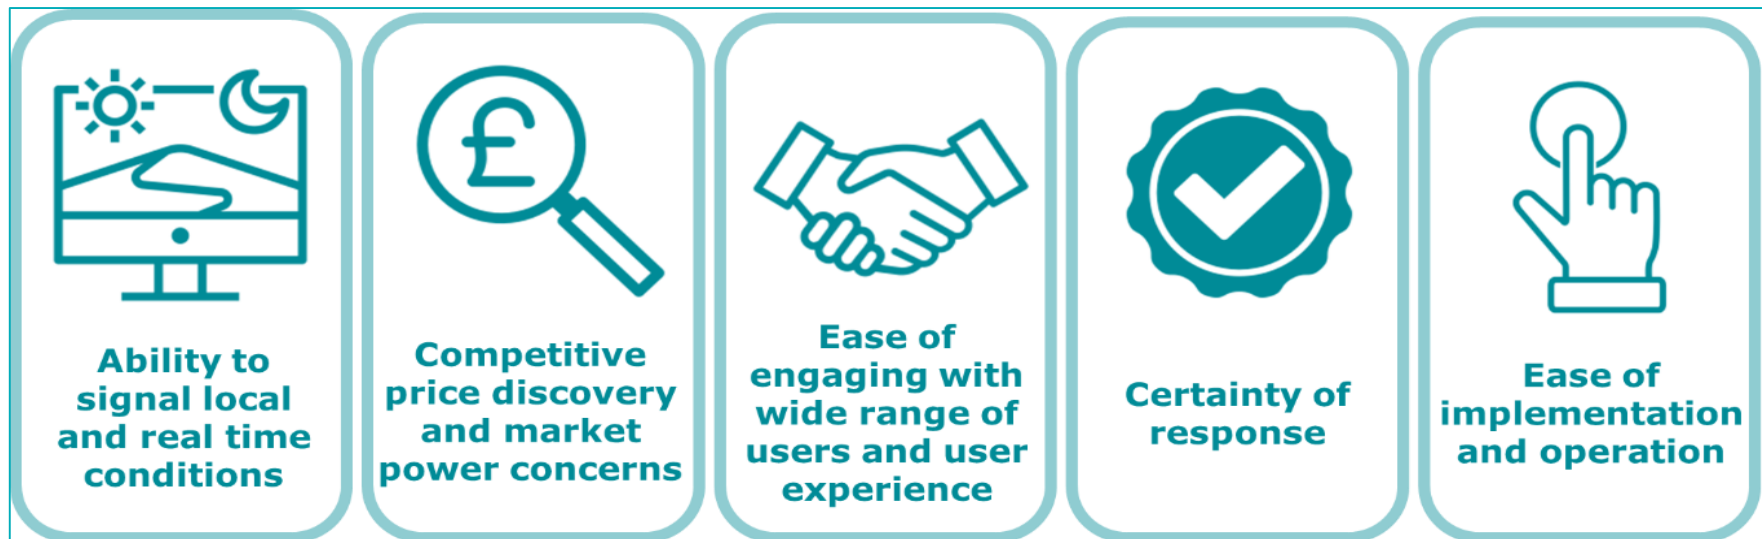 Ability to
signal local
and real time
conditions
£
Competitive
price discovery
and market
power concerns
Ease of
engaging with
wide range of
users and user
experience
Certainty of
response
Ease of
implementation
and operation